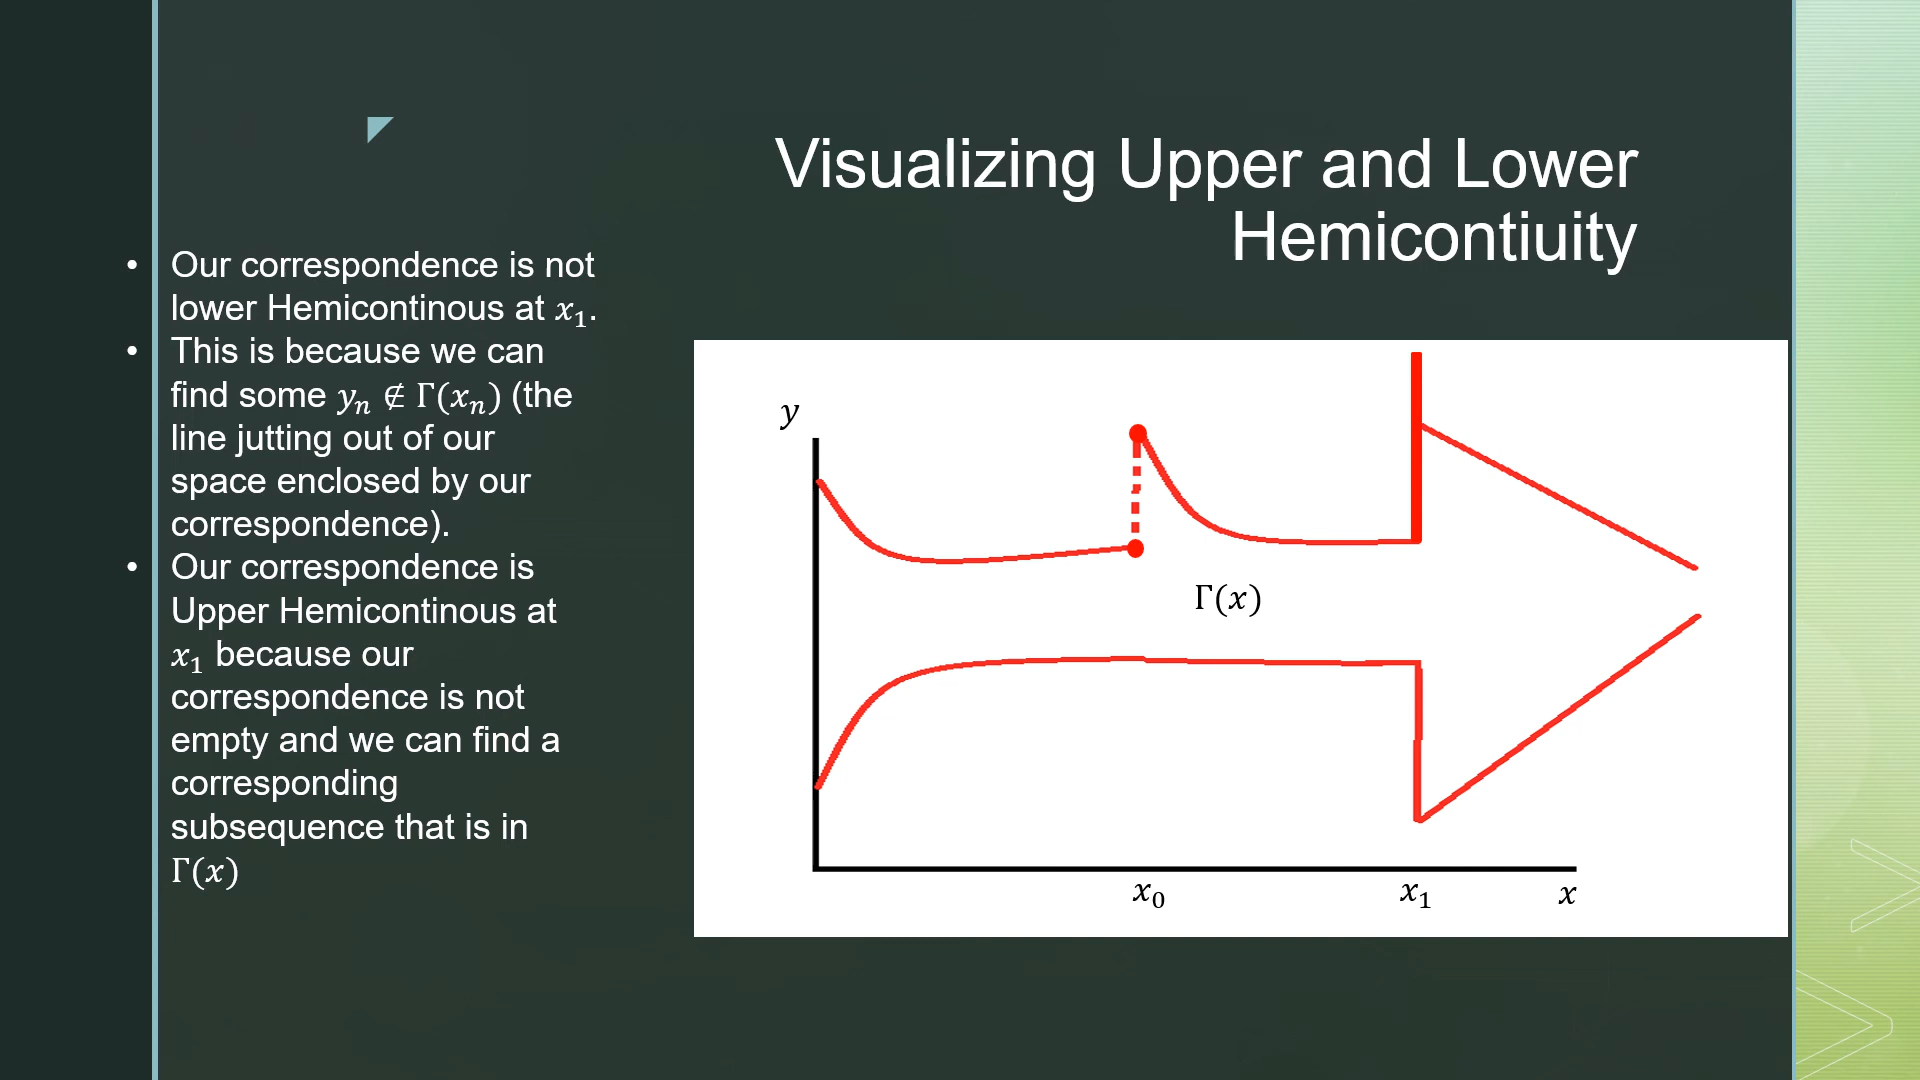 Visualizing Upper and Lower
Hemicontiuity
• Our correspondence is not
lower Hemicontinous at x₁.
• This is because we can
find some yₙ ∉ Γ(xₙ) (the
line jutting out of our
space enclosed by our
correspondence).
• Our correspondence is
Upper Hemicontinous at
x₁ because our
correspondence is not
empty and we can find a
corresponding
subsequence that is in
Γ(x)
y
Γ(x)
x₀ x₁ x